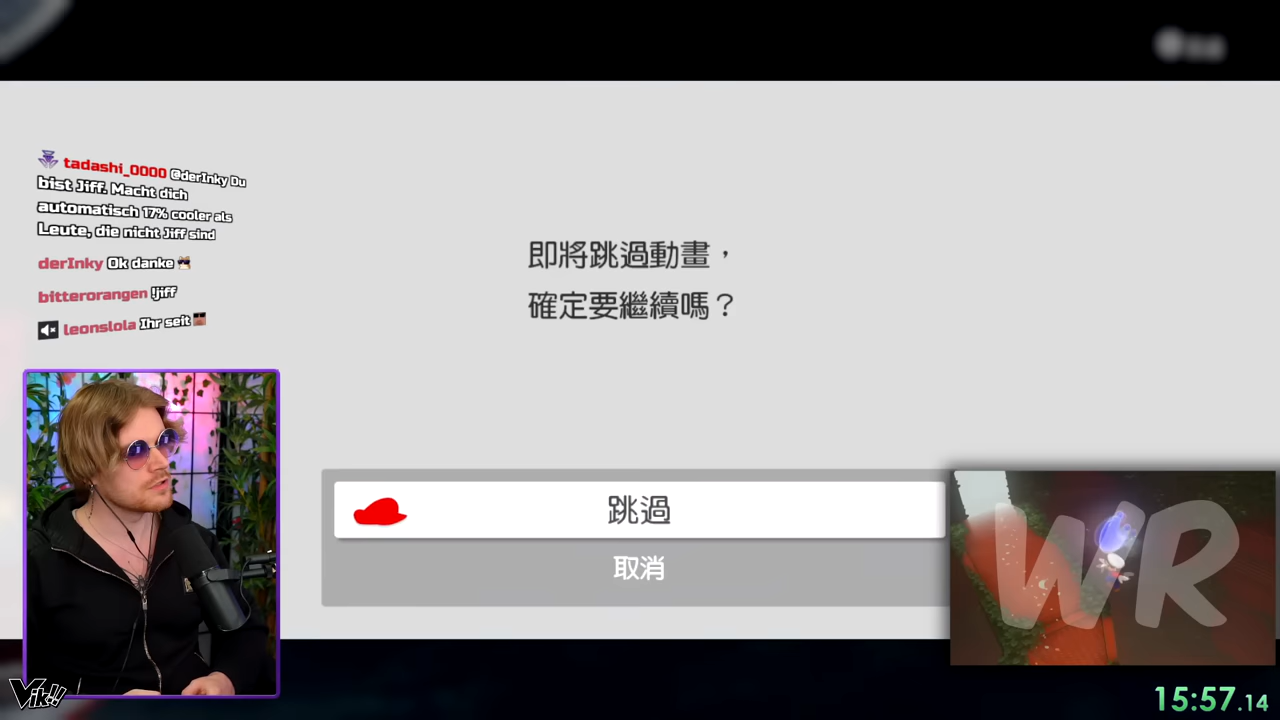 tadashi_0000 @derInky Du
bist Jiff. Macht dich
automatisch 17% cooler als
Leute, die nicht Jiff sind
derInky Ok danke
bitterorangen !jiff
leonslola Ihr seit
即將跳過動畫，
確定要繼續嗎？
跳過
取消
WR
Vik!!
15:57.14